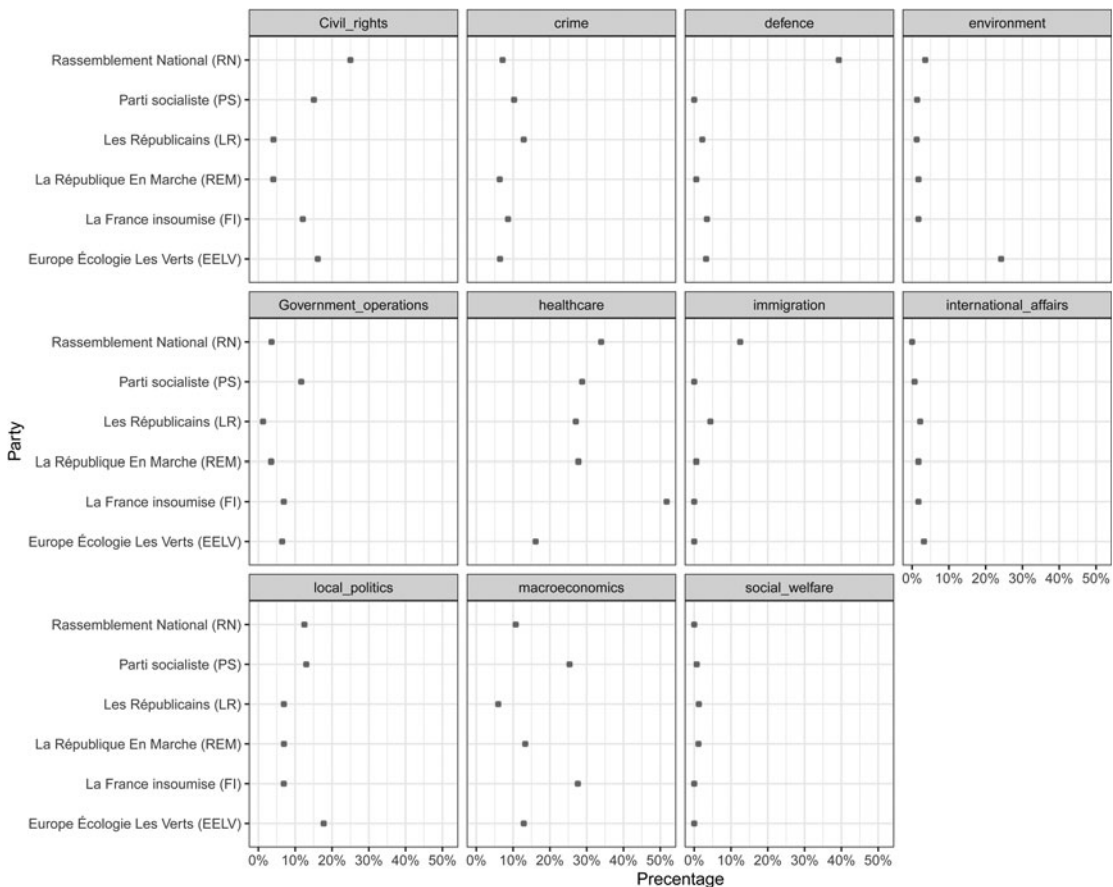 Civil_rights crime defence environment
Rassemblement National (RN)
Parti socialiste (PS)
Les Républicains (LR)
La République En Marche (REM)
La France insoumise (FI)
Europe Écologie Les Verts (EELV)
Government_operations healthcare immigration international_affairs
Rassemblement National (RN)
Parti socialiste (PS)
Les Républicains (LR)
La République En Marche (REM)
La France insoumise (FI)
Europe Écologie Les Verts (EELV)
0% 10% 20% 30% 40% 50%
local_politics macroeconomics social_welfare
Rassemblement National (RN)
Parti socialiste (PS)
Les Républicains (LR)
La République En Marche (REM)
La France insoumise (FI)
Europe Écologie Les Verts (EELV)
0% 10% 20% 30% 40% 50% 0% 10% 20% 30% 40% 50% 0% 10% 20% 30% 40% 50%
Party
Precentage